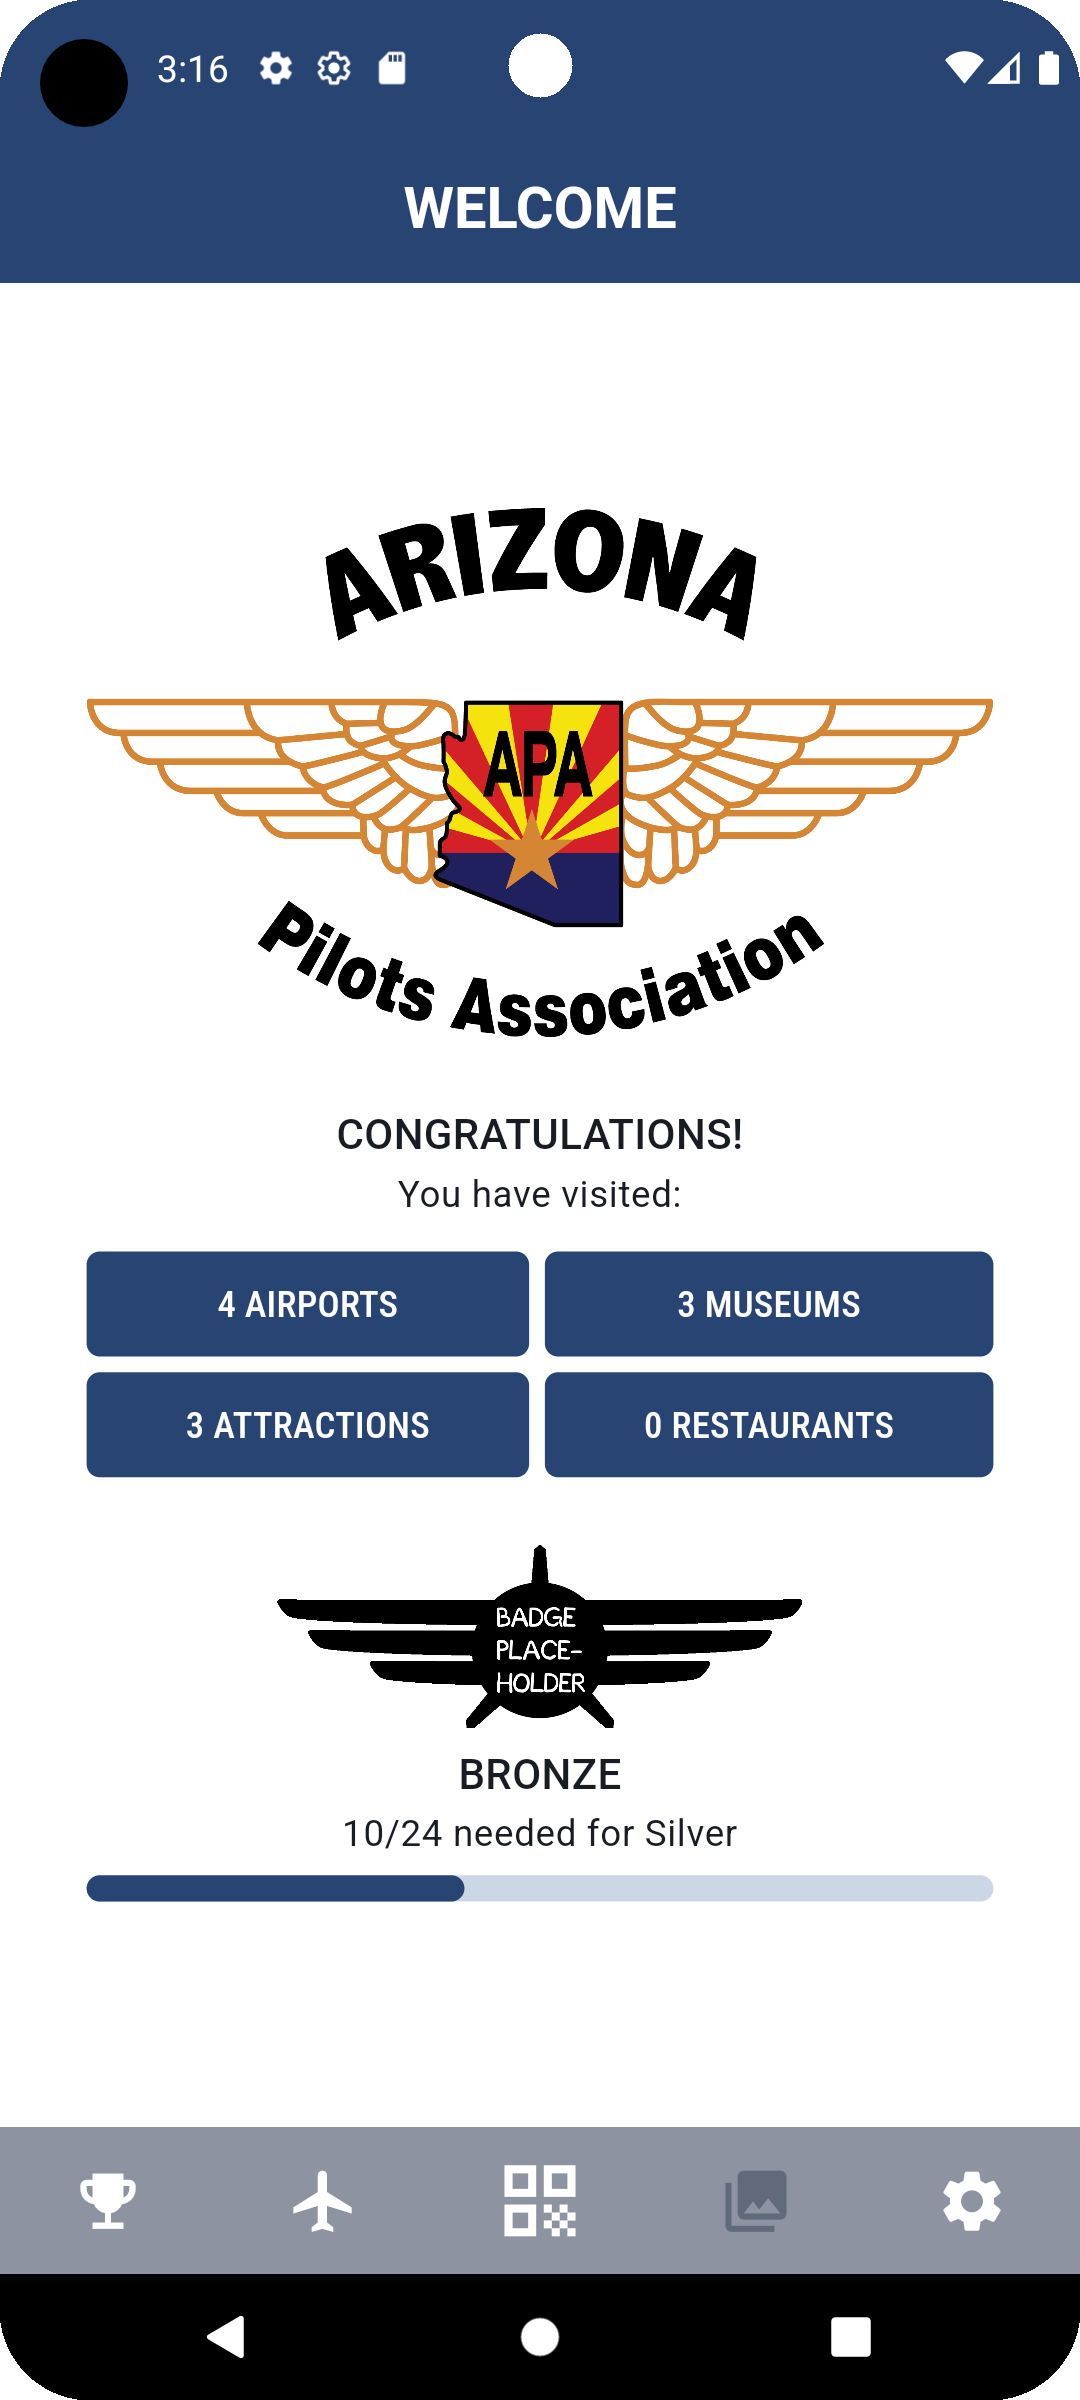 3:16
WELCOME
ARIZONA
APA
Pilots Association
CONGRATULATIONS!
You have visited:
4 AIRPORTS
3 MUSEUMS
3 ATTRACTIONS
0 RESTAURANTS
BADGE
PLACE-
HOLDER
BRONZE
10/24 needed for Silver